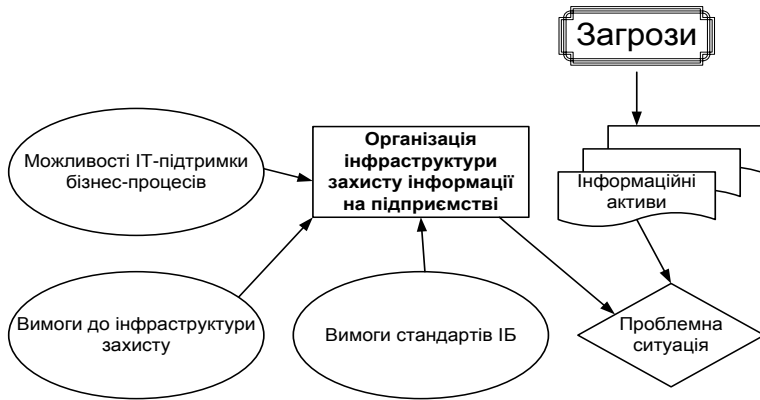 Загрози
Можливості ІТ-підтримки
бізнес-процесів
Організація
інфраструктури
захисту інформації
на підприємстві
Інформаційні
активи
Вимоги до інфраструктури
захисту
Вимоги стандартів ІБ
Проблемна
ситуація